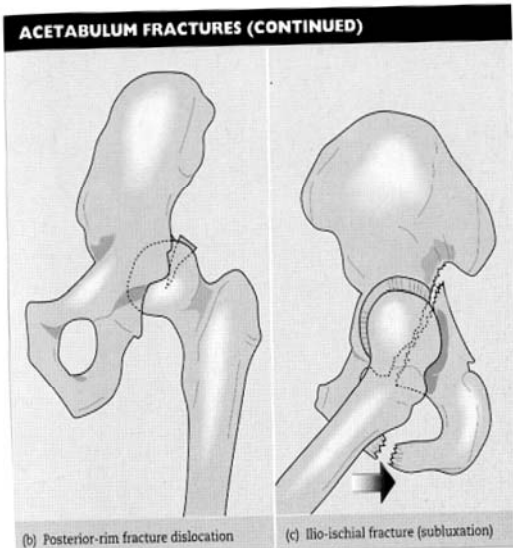 ACETABULUM FRACTURES (CONTINUED)
(b) Posterior-rim fracture dislocation
(c) Ilio-ischial fracture (subluxation)